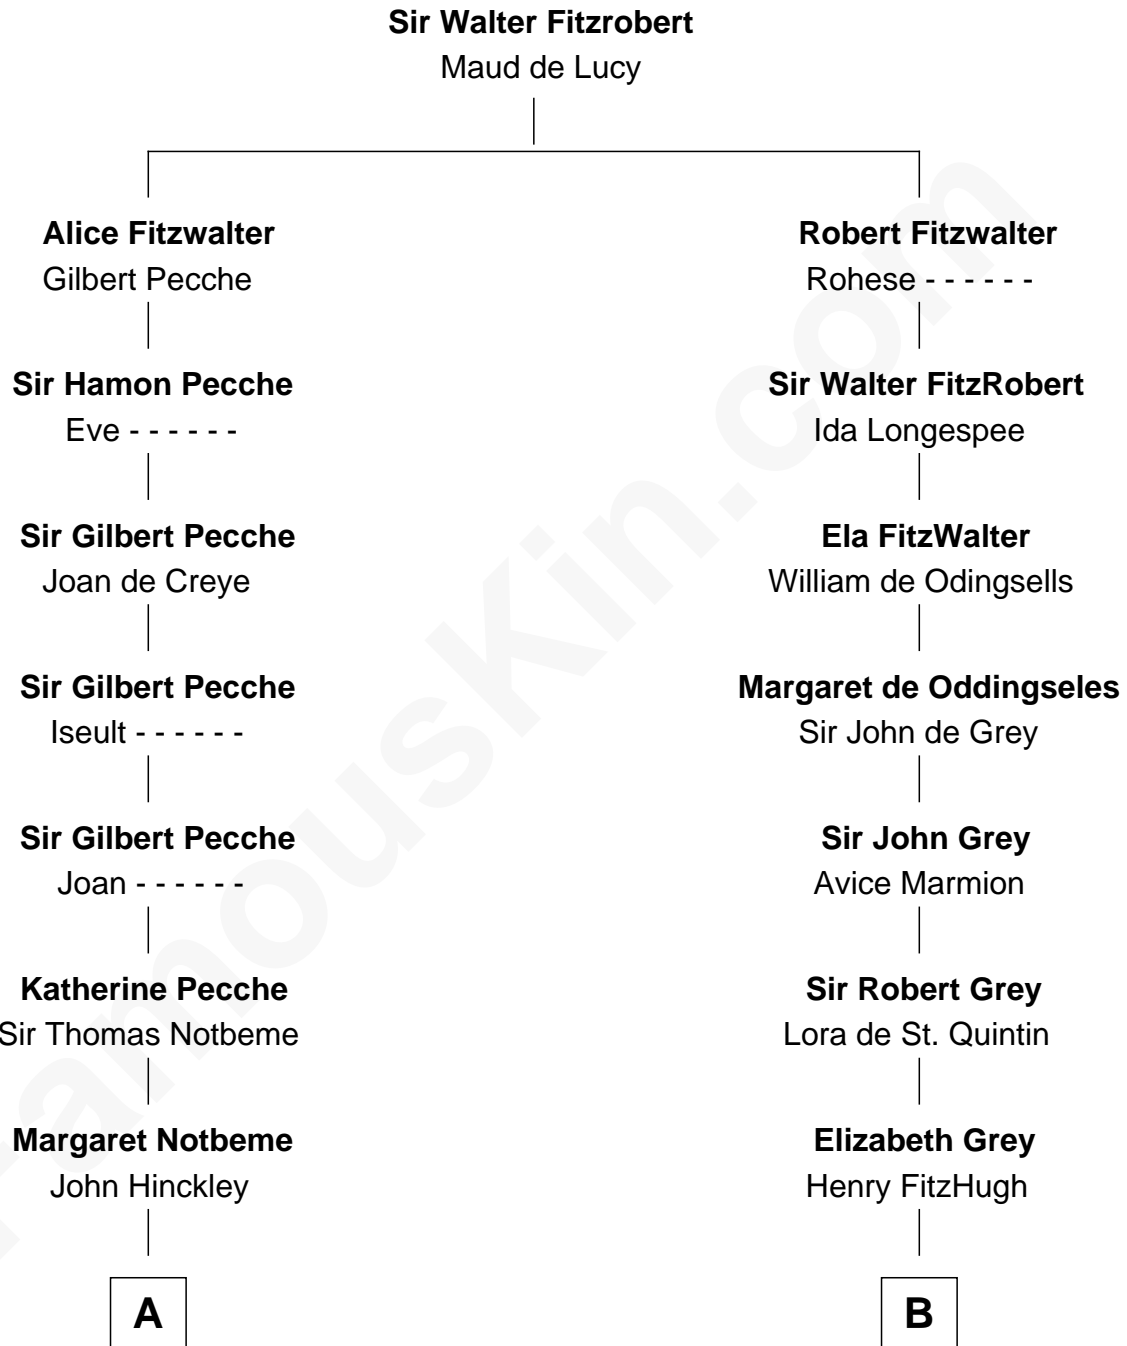 Sir Walter Fitzrobert
Maud de Lucy
Alice Fitzwalter
Gilbert Pecche
Robert Fitzwalter
Rohese - - - - - -
Sir Hamon Pecche
Eve - - - - - -
Sir Walter FitzRobert
Ida Longespee
Sir Gilbert Pecche
Joan de Creye
Ela FitzWalter
William de Odingsells
Sir Gilbert Pecche
Iseult - - - - - -
Margaret de Oddingseles
Sir John de Grey
Sir Gilbert Pecche
Joan - - - - - -
Sir John Grey
Avice Marmion
Katherine Pecche
Sir Thomas Notbeme
Sir Robert Grey
Lora de St. Quintin
Margaret Notbeme
John Hinckley
Elizabeth Grey
Henry FitzHugh
A
B
FamousKin.com